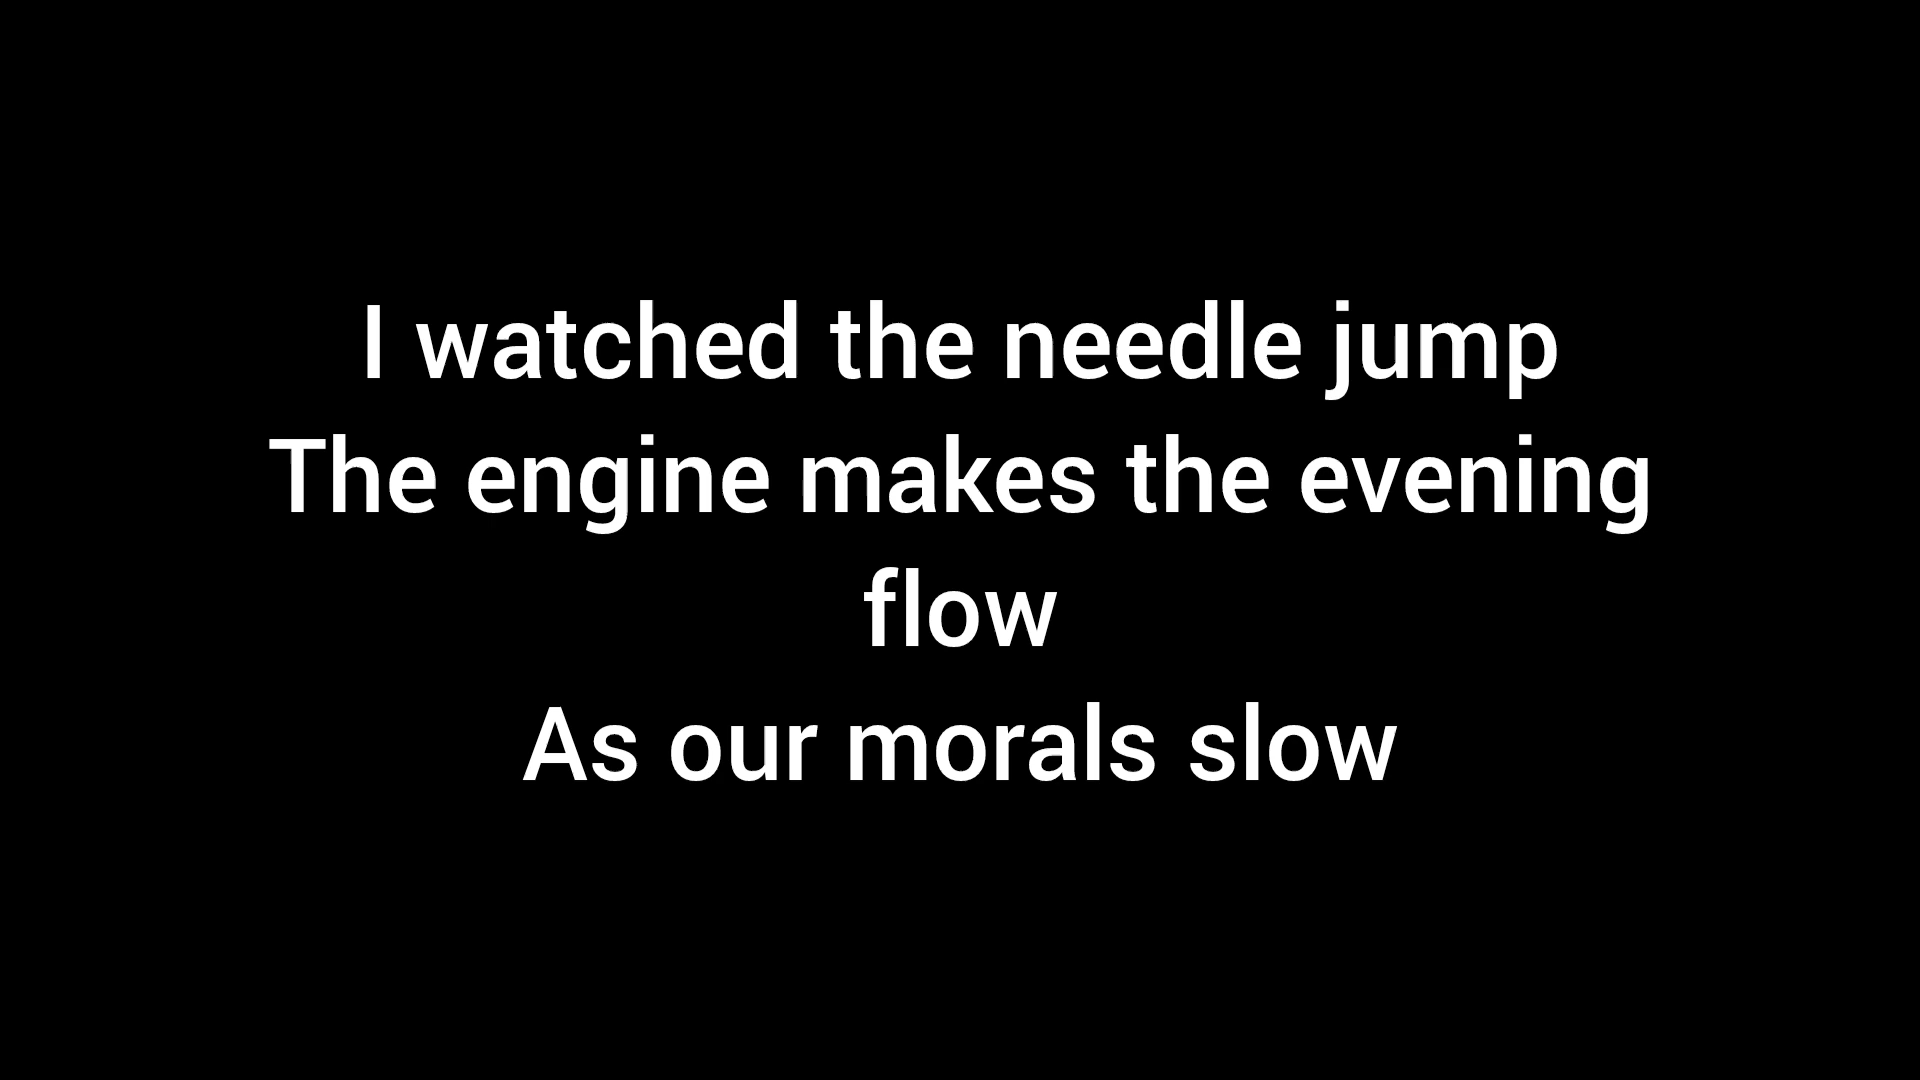 I watched the needle jump
The engine makes the evening
flow
As our morals slow